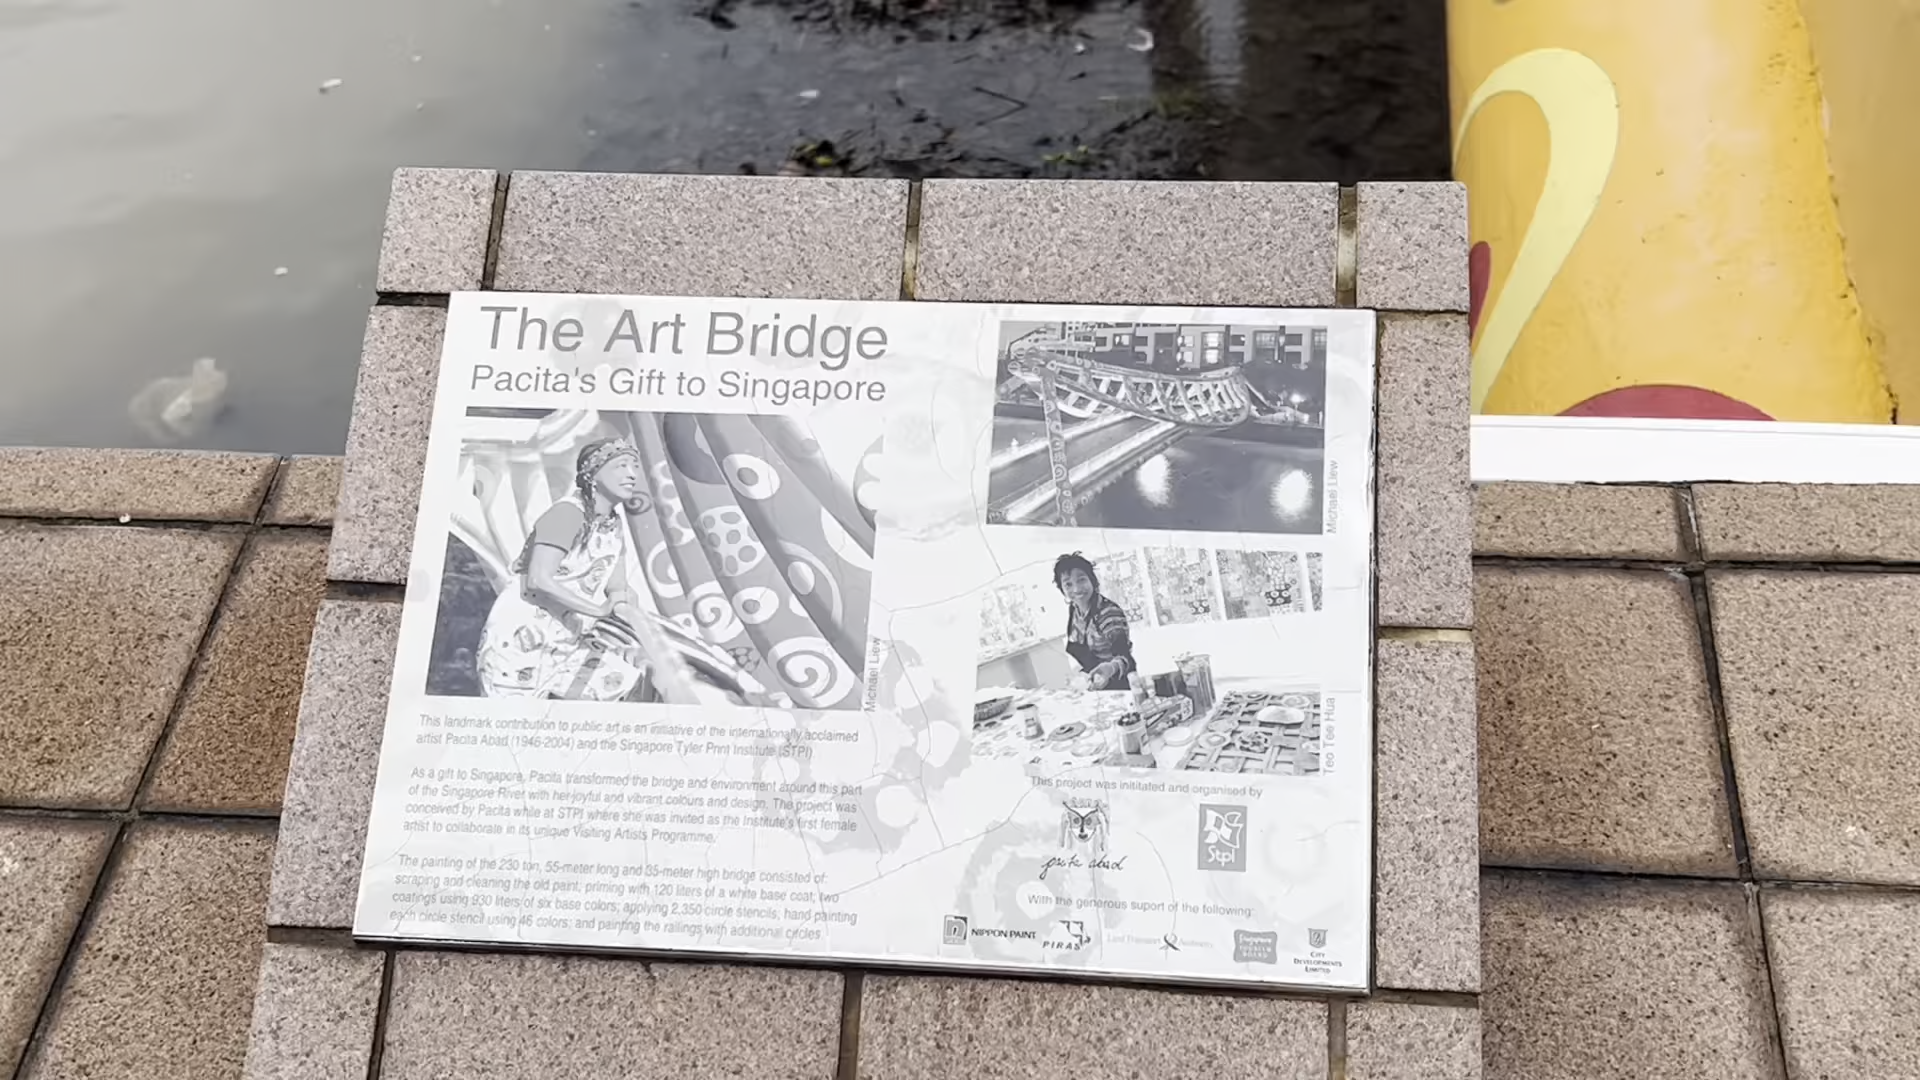 The Art Bridge
Pacita's Gift to Singapore
Michael Liew
This landmark contribution to public art is an initiative of the internationally acclaimed
artist Pacita Abad (1946-2004) and the Singapore Tyler Print Institute (STPI)
As a gift to Singapore, Pacita transformed the bridge and environment around this part
of the Singapore River with her joyful and vibrant colours and design. The project was
conceived by Pacita while at STPI where she was invited as the Institute's first female
artist to collaborate in its unique Visiting Artists Programme.
The painting of the 230 ton, 55-meter long and 35-meter high bridge consisted of:
scraping and cleaning the old paint; priming with 120 liters of a white base coat; two
coatings using 930 liters of six base colors; applying 2,350 circle stencils; hand painting
each circle stencil using 46 colors; and painting the railings with additional circles
Michael Liew
Teo Tee Hua
This project was inititated and organised by
pacita abad
Stpi
With the generous suport of the following:
NIPPON PAINT
PIRAS
Land Transport Authority
Singapore
TOURISM
BOARD
CITY
DEVELOPMENTS
LIMITED